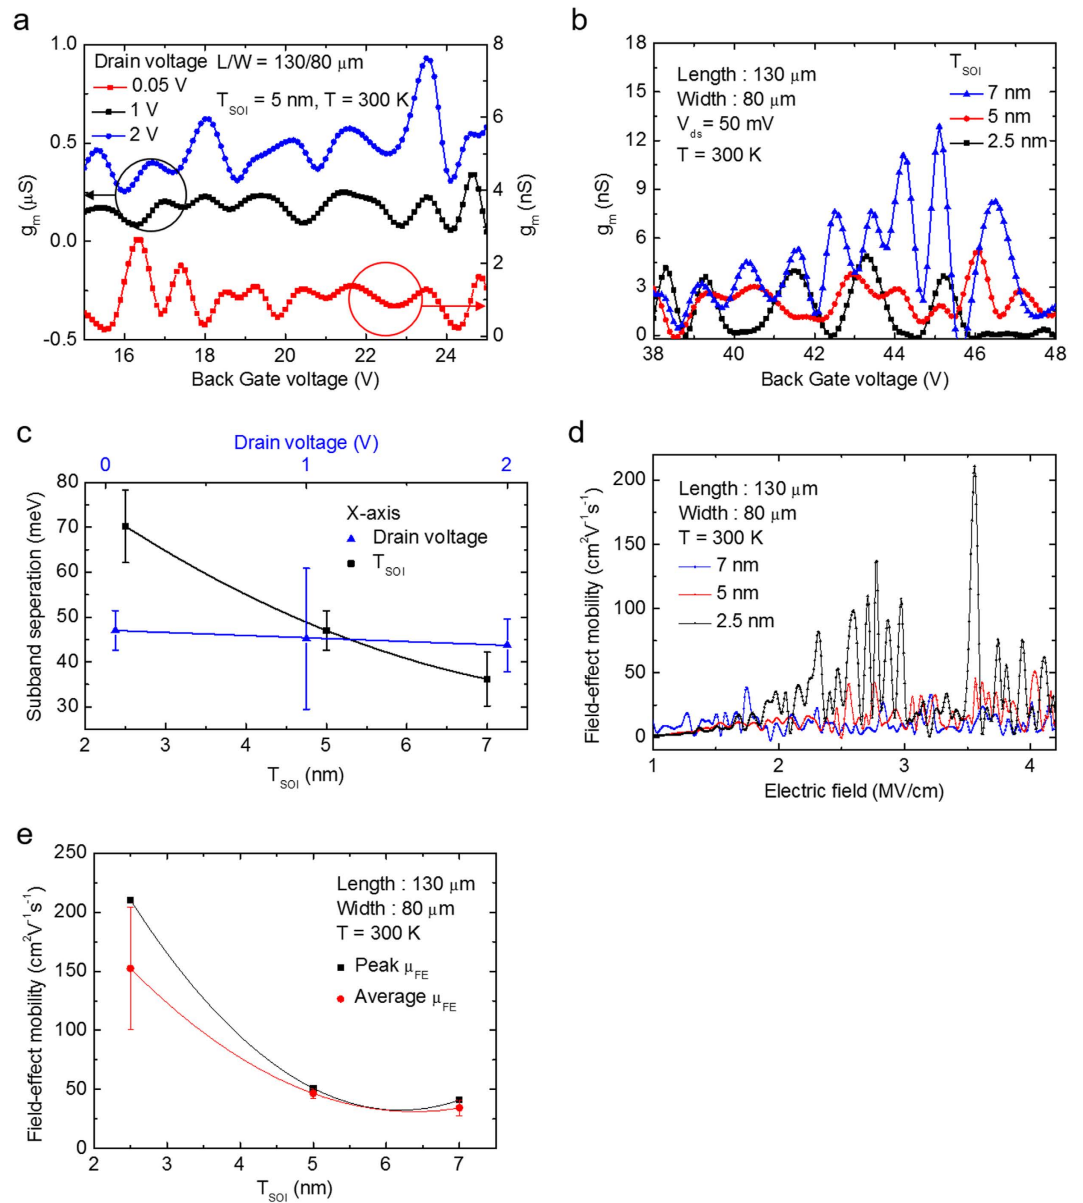 a
Drain voltage
0.05 V
1 V
2 V
L/W = 130/80 μm
T_SOI = 5 nm, T = 300 K
1.0
0.5
0.0
-0.5
g_m (μS)
8
6
4
2
0
g_m (nS)
16 18 20 22 24
Back Gate voltage (V)
b
Length : 130 μm
Width : 80 μm
V_ds = 50 mV
T = 300 K
T_SOI
7 nm
5 nm
2.5 nm
18
15
12
9
6
3
0
g_m (nS)
38 40 42 44 46 48
Back Gate voltage (V)
c
Drain voltage (V)
0 1 2
80
70
60
50
40
30
Subband seperation (meV)
X-axis
Drain voltage
T_SOI
2 3 4 5 6 7
T_SOI (nm)
d
Length : 130 μm
Width : 80 μm
T = 300 K
7 nm
5 nm
2.5 nm
200
150
100
50
0
Field-effect mobility (cm²V⁻¹s⁻¹)
1 2 3 4
Electric field (MV/cm)
e
Length : 130 μm
Width : 80 μm
T = 300 K
Peak μ_FE
Average μ_FE
250
200
150
100
50
0
Field-effect mobility (cm²V⁻¹s⁻¹)
2 3 4 5 6 7
T_SOI (nm)